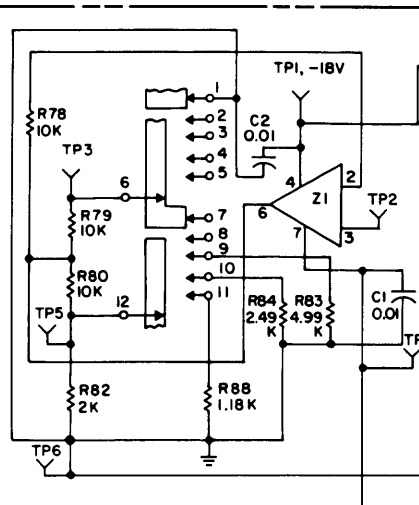 TP1, -18V
R78
10K
1
2
3
4
5
C2
0.01
TP3
6
4
Z1
2
TP2
R79
10K
7
8
9
10
11
6
7
3
R80
10K
TP5
12
R84
2.49
K
R83
4.99
K
C1
0.01
TP
R82
2K
R88
1.18K
TP6